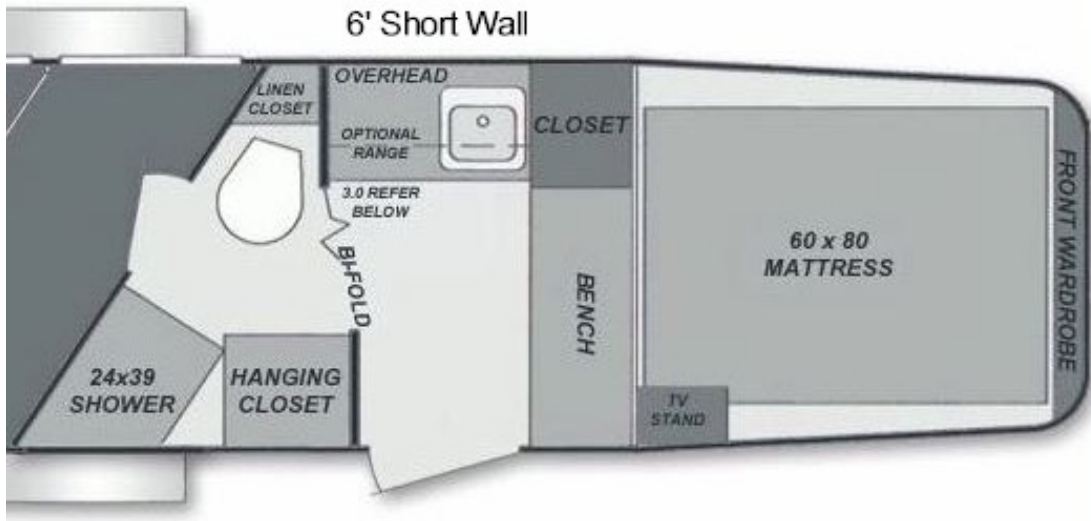 6' Short Wall
OVERHEAD
LINEN
CLOSET
OPTIONAL
RANGE
CLOSET
3.0 REFER
BELOW
BI-FOLD
BENCH
60 x 80
MATTRESS
FRONT WARDROBE
24x39
SHOWER
HANGING
CLOSET
TV
STAND